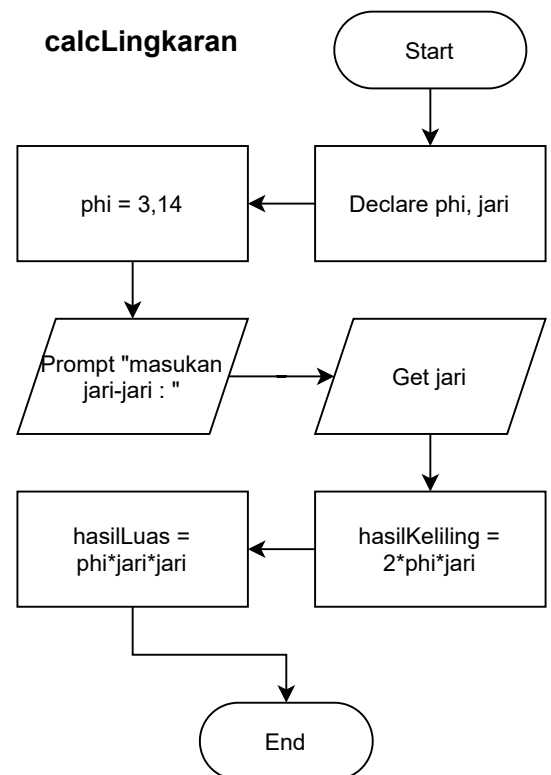 calcLingkaran
Start
Declare phi, jari
phi = 3,14
Prompt "masukan
jari-jari : "
Get jari
hasilKeliling =
2*phi*jari
hasilLuas =
phi*jari*jari
End